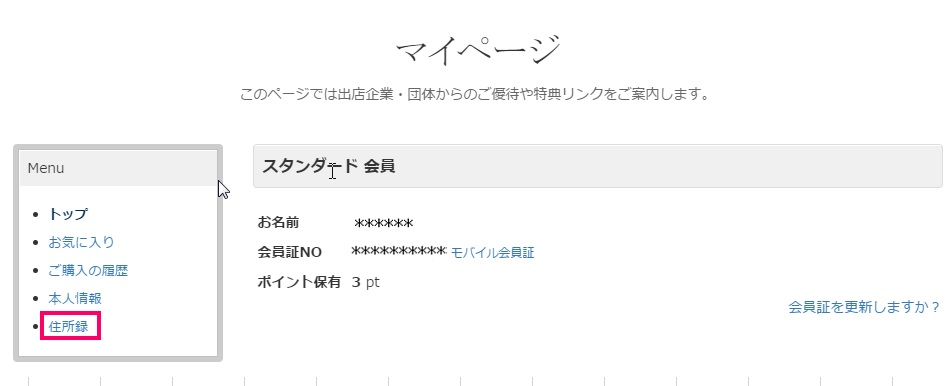 マイページ
このページでは出店企業・団体からのご優待や特典リンクをご案内します。
Menu
トップ
お気に入り
ご購入の履歴
本人情報
住所録
スタンダード 会員
お名前 ******
会員証NO ********** モバイル会員証
ポイント保有 3 pt
会員証を更新しますか？